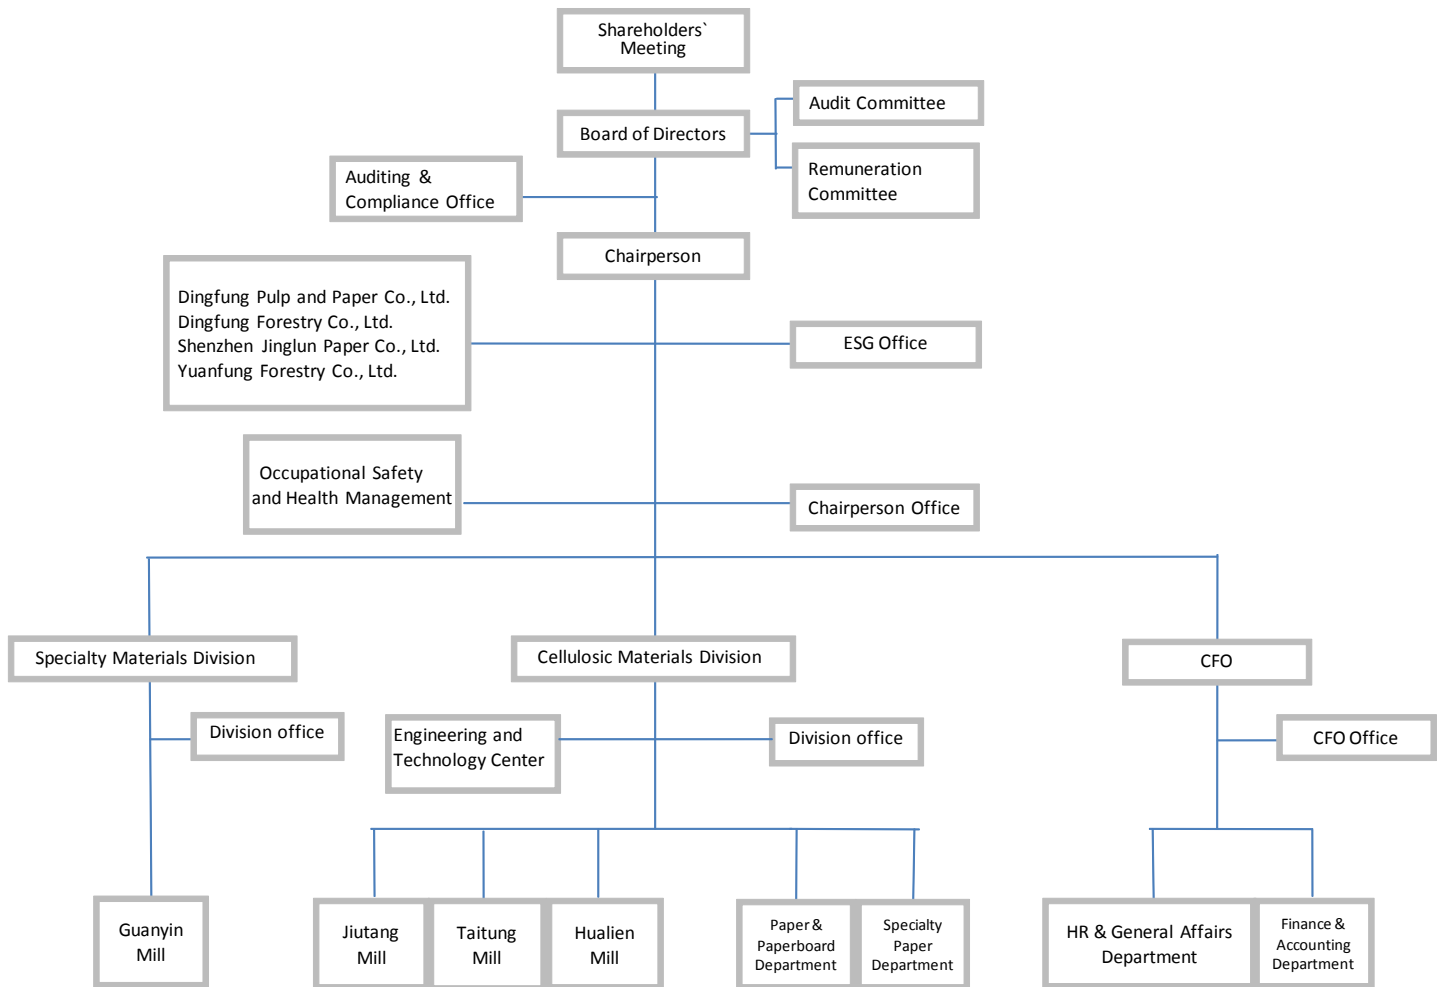 Shareholders`
Meeting
Audit Committee
Board of Directors
Remuneration
Committee
Auditing &
Compliance Office
Chairperson
Dingfung Pulp and Paper Co., Ltd.
Dingfung Forestry Co., Ltd.
Shenzhen Jinglun Paper Co., Ltd.
Yuanfung Forestry Co., Ltd.
ESG Office
Occupational Safety
and Health Management
Chairperson Office
Specialty Materials Division
Cellulosic Materials Division
CFO
Division office
Engineering and
Technology Center
Division office
CFO Office
Guanyin
Mill
Jiutang
Mill
Taitung
Mill
Hualien
Mill
Paper &
Paperboard
Department
Specialty
Paper
Department
HR & General Affairs
Department
Finance &
Accounting
Department